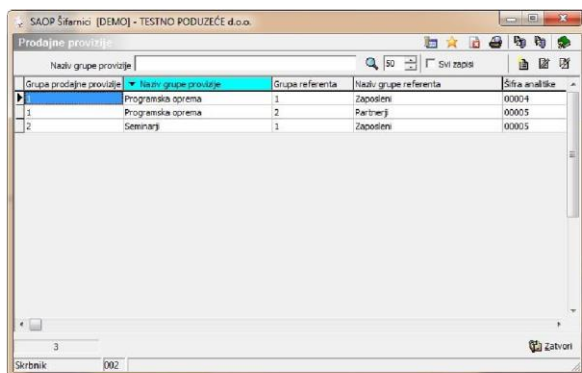 SAOP Šifarnici [DEMO] - TESTNO PODUZEĆE d.o.o.
Prodajne provizije
Naziv grupe provizije 50 Svi zapisi
Grupa prodajne provizije Naziv grupe provizije Grupa referenta Naziv grupe referenta Šifra analitike
1 Programska oprema 1 Zaposleni 00004
1 Programska oprema 2 Partnerji 00005
2 Seminarji 1 Zaposleni 00005
3 Zatvori
Skrbnik 002